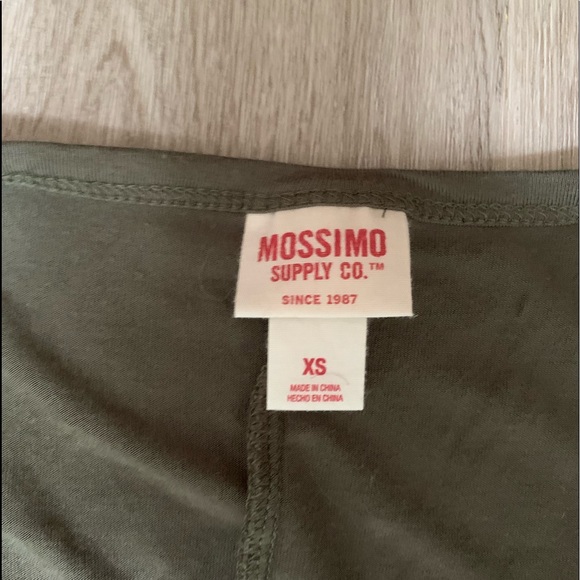 MOSSIMO
SUPPLY CO.™
SINCE 1987
XS
MADE IN CHINA
HECHO EN CHINA